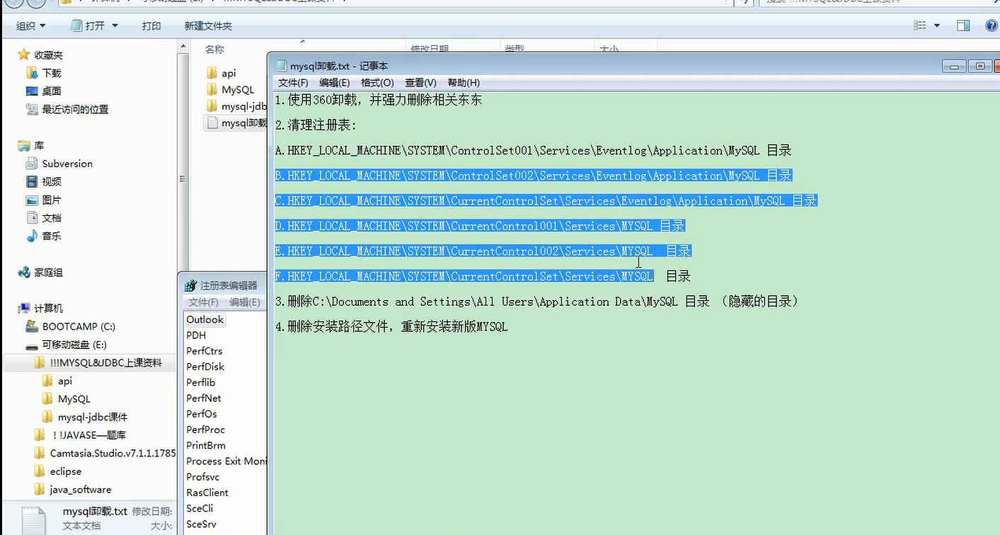 组织 打开 打印 新建文件夹
收藏夹
下载
桌面
最近访问的位置
库
Subversion
视频
图片
文档
音乐
家庭组
计算机
BOOTCAMP (C:)
可移动磁盘 (E:)
!!!MYSQL&JDBC上课资料
api
MySQL
mysql-jdbc课件
！!JAVASE—题库
Camtasia.Studio.v7.1.1.1785
eclipse
java_software
名称 修改日期 类型 大小
api
MySQL
mysql-jdb
mysql卸载
mysql卸载.txt - 记事本
文件(F) 编辑(E) 格式(O) 查看(V) 帮助(H)
1.使用360卸载，并强力删除相关东东
2.清理注册表:
A.HKEY_LOCAL_MACHINE\SYSTEM\ControlSet001\Services\Eventlog\Application\MySQL 目录
B.HKEY_LOCAL_MACHINE\SYSTEM\ControlSet002\Services\Eventlog\Application\MySQL 目录
C.HKEY_LOCAL_MACHINE\SYSTEM\CurrentControlSet\Services\Eventlog\Application\MySQL 目录
D.HKEY_LOCAL_MACHINE\SYSTEM\CurrentControl001\Services\MYSQL 目录
E.HKEY_LOCAL_MACHINE\SYSTEM\CurrentControl002\Services\MYSQL  目录
F.HKEY_LOCAL_MACHINE\SYSTEM\CurrentControlSet\Services\MYSQL  目录
3.删除C:\Documents and Settings\All Users\Application Data\MySQL 目录 （隐藏的目录）
4.删除安装路径文件，重新安装新版MYSQL
注册表编辑器
文件(F) 编辑(E)
Outlook
PDH
PerfCtrs
PerfDisk
Perflib
PerfNet
PerfOs
PerfProc
PrintBrm
Process Exit Moni
Profsvc
RasClient
SceCli
SceSrv
mysql卸载.txt 修改日期:
文本文档 大小: